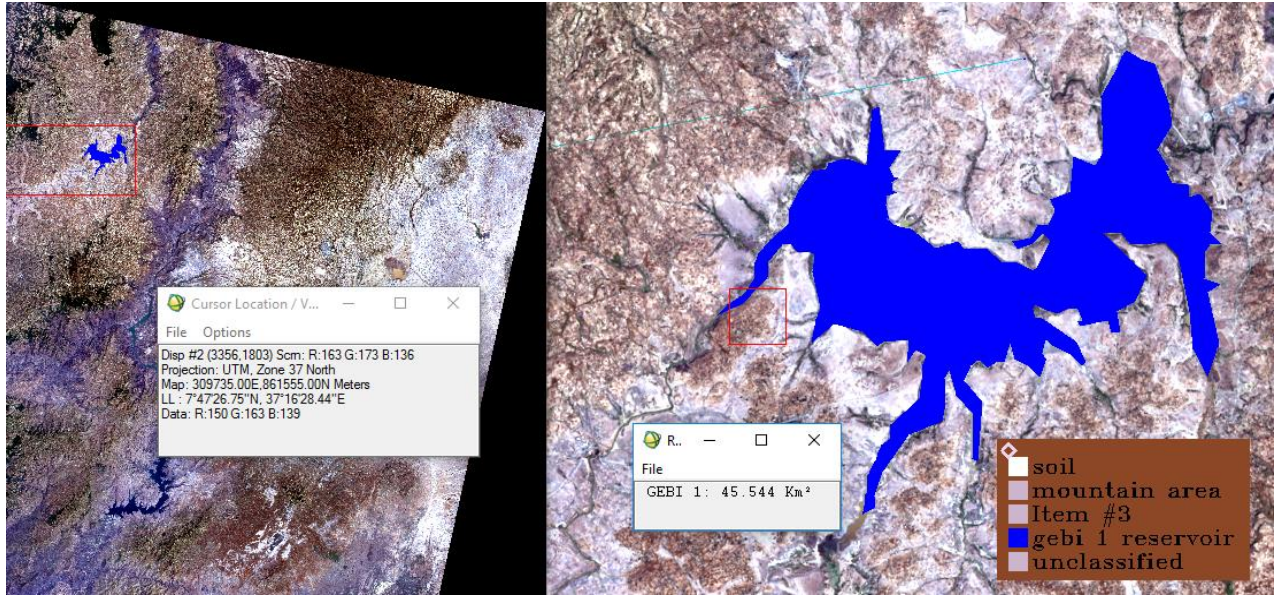 Cursor Location / V...
File Options
Disp #2 (3356,1803) Scrn: R:163 G:173 B:136
Projection: UTM, Zone 37 North
Map: 309735.00E,861555.00N Meters
LL : 7°47'26.75"N, 37°16'28.44"E
Data: R:150 G:163 B:139
R..
File
GEBI 1: 45.544 Km²
soil
mountain area
Item #3
gebi 1 reservoir
unclassified